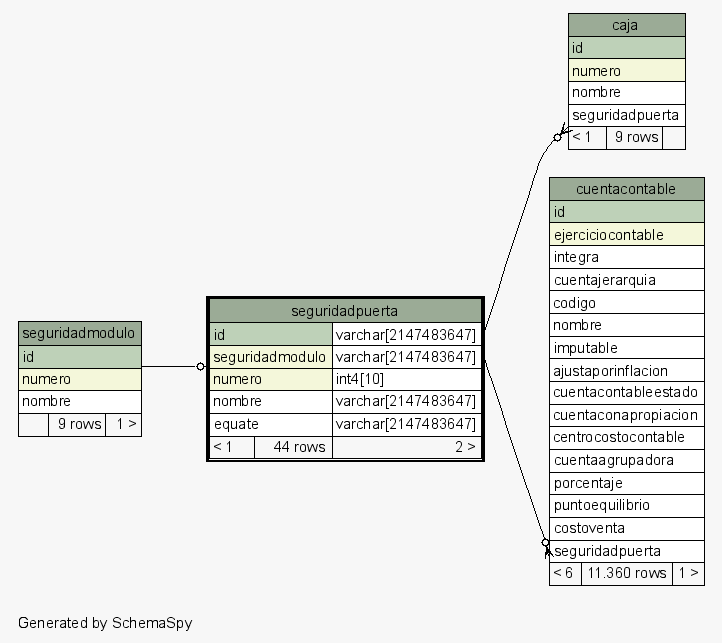 caja
id
numero
nombre
seguridadpuerta
< 1 9 rows
cuentacontable
id
ejerciciocontable
integra
cuentajerarquia
codigo
nombre
imputable
ajustaporinflacion
cuentacontableestado
cuentaconapropiacion
centrocostocontable
cuentaagrupadora
porcentaje
puntoequilibrio
costoventa
seguridadpuerta
< 6 11.360 rows 1 >
seguridadpuerta
id varchar[2147483647]
seguridadmodulo varchar[2147483647]
numero int4[10]
nombre varchar[2147483647]
equate varchar[2147483647]
< 1 44 rows 2 >
seguridadmodulo
id
numero
nombre
9 rows 1 >
Generated by SchemaSpy